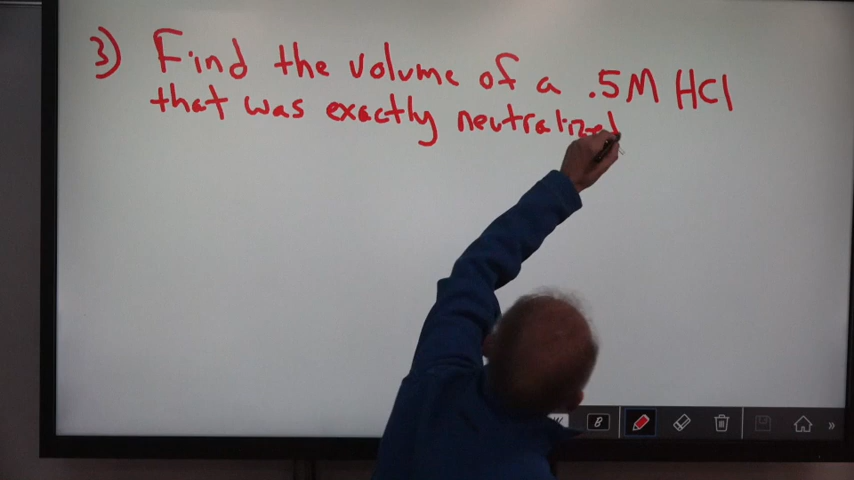 3) Find the volume of a .5M HCl
that was exactly neutralized